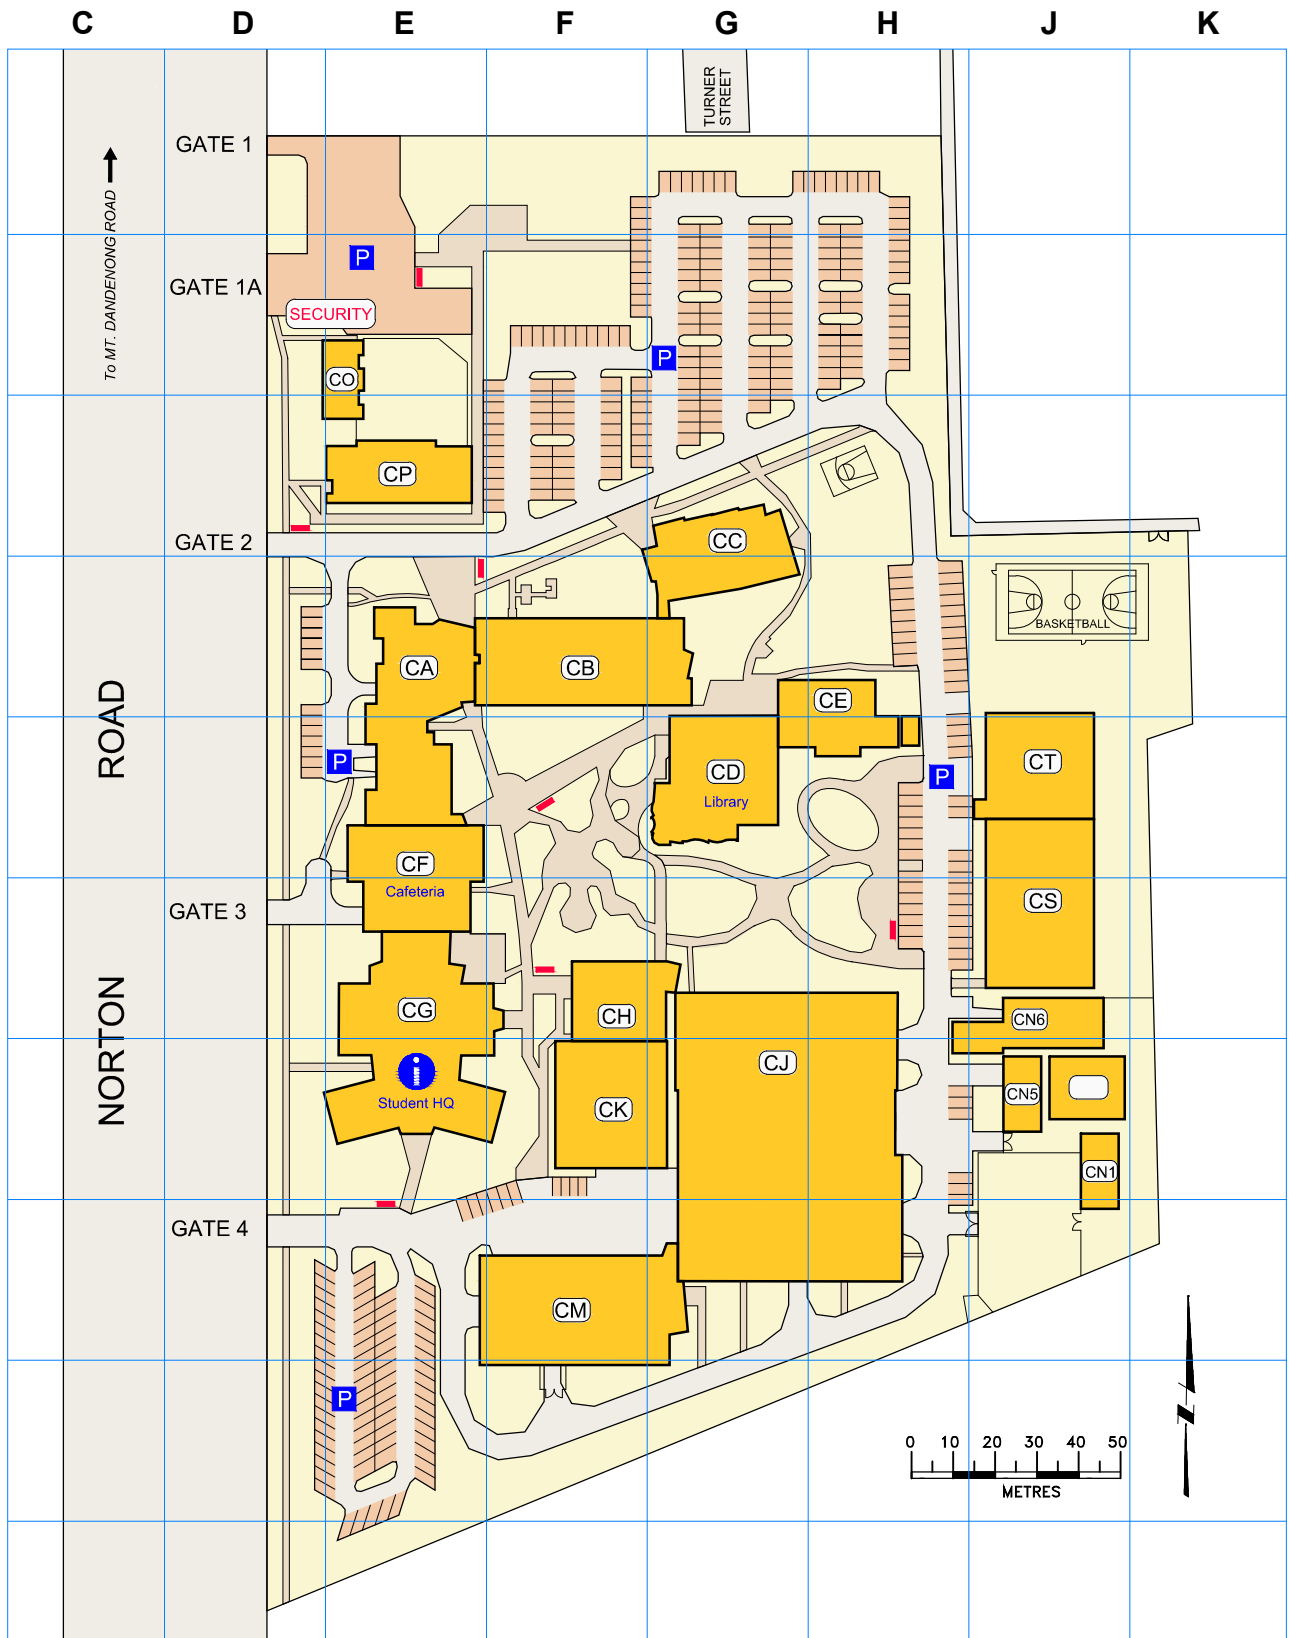 C D E F G H J K
TURNER
STREET
GATE 1
To MT. DANDENONG ROAD
P
GATE 1A
SECURITY
P
CO
CP
GATE 2
CC
BASKETBALL
CA
CB
CE
ROAD
P
CD
Library
P
CT
CF
Cafeteria
GATE 3
CS
NORTON
CG
CH
CN6
i
Student HQ
CJ
CK
CN5
CN1
GATE 4
CM
P
0 10 20 30 40 50
METRES
N